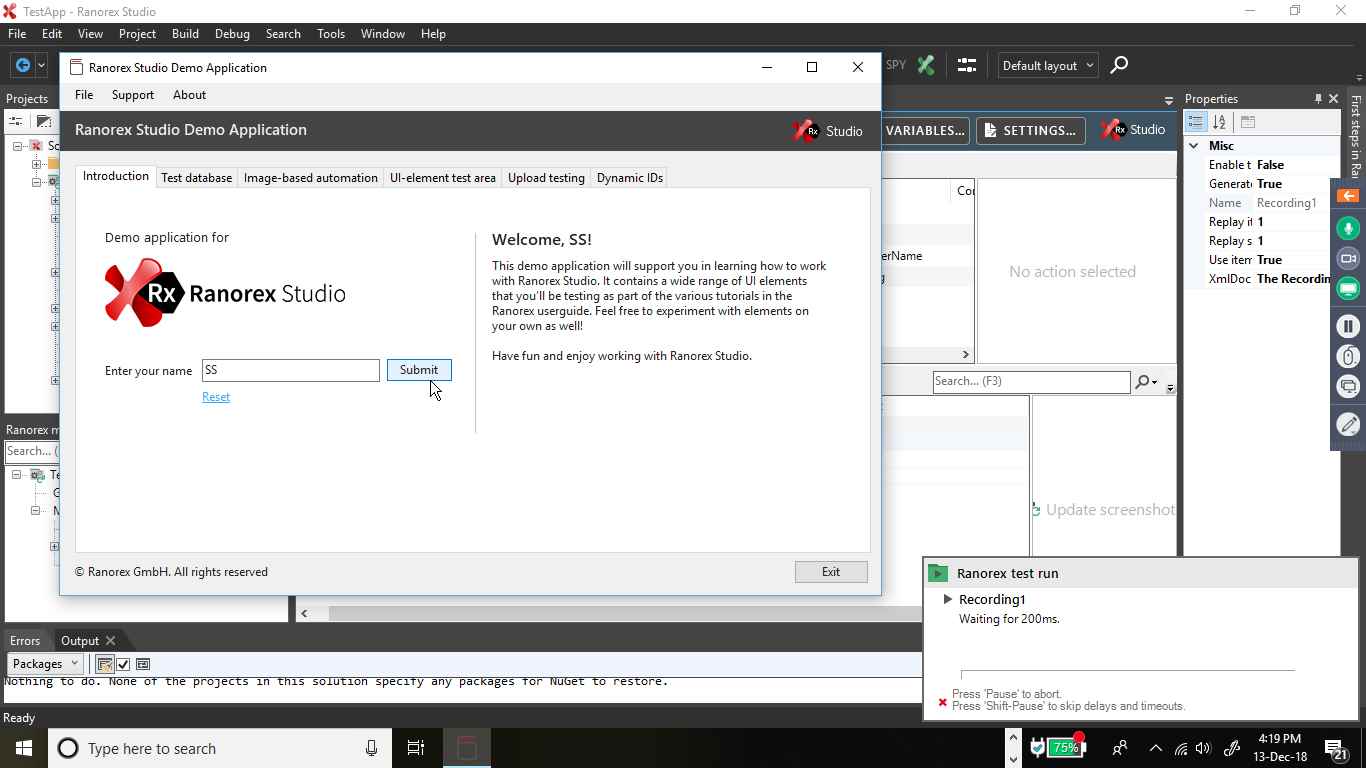 TestApp - Ranorex Studio
File Edit View Project Build Debug Search Tools Window Help
SPY Default layout
Projects
Ranorex Studio Demo Application
File Support About
Ranorex Studio Demo Application
Rx Studio
Introduction Test database Image-based automation UI-element test area Upload testing Dynamic IDs
Demo application for
Rx Ranorex Studio
Enter your name SS Submit
Reset
Welcome, SS!
This demo application will support you in learning how to work
with Ranorex Studio. It contains a wide range of UI elements
that you'll be testing as part of the various tutorials in the
Ranorex userguide. Feel free to experiment with elements on
your own as well!
Have fun and enjoy working with Ranorex Studio.
© Ranorex GmbH. All rights reserved
Exit
VARIABLES... SETTINGS... Rx Studio
No action selected
Search... (F3)
Update screenshot
Properties
Misc
Enable t False
Generat True
Name Recording1
Replay it 1
Replay s 1
Use iter True
XmlDoc The Recordin
First steps in Ra
Ranorex m
Search... (
Ranorex test run
Recording1
Waiting for 200ms.
Press 'Pause' to abort.
Press 'Shift-Pause' to skip delays and timeouts.
Errors Output
Packages
Nothing to do. None of the projects in this solution specify any packages for NuGet to restore.
Ready
Type here to search
75%
4:19 PM
13-Dec-18
21